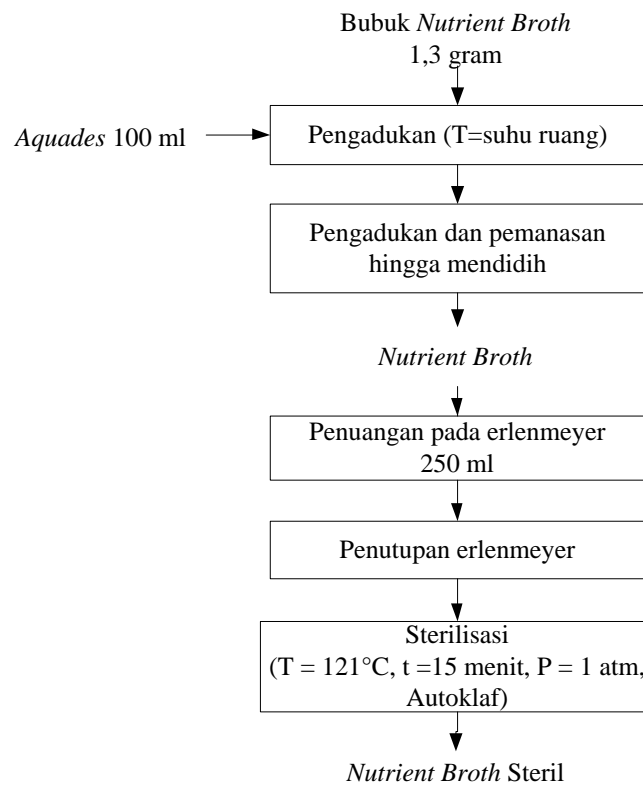 Bubuk Nutrient Broth
1,3 gram
Aquades 100 ml
Pengadukan (T=suhu ruang)
Pengadukan dan pemanasan
hingga mendidih
Nutrient Broth
Penuangan pada erlenmeyer
250 ml
Penutupan erlenmeyer
Sterilisasi
(T = 121°C, t =15 menit, P = 1 atm,
Autoklaf)
Nutrient Broth Steril